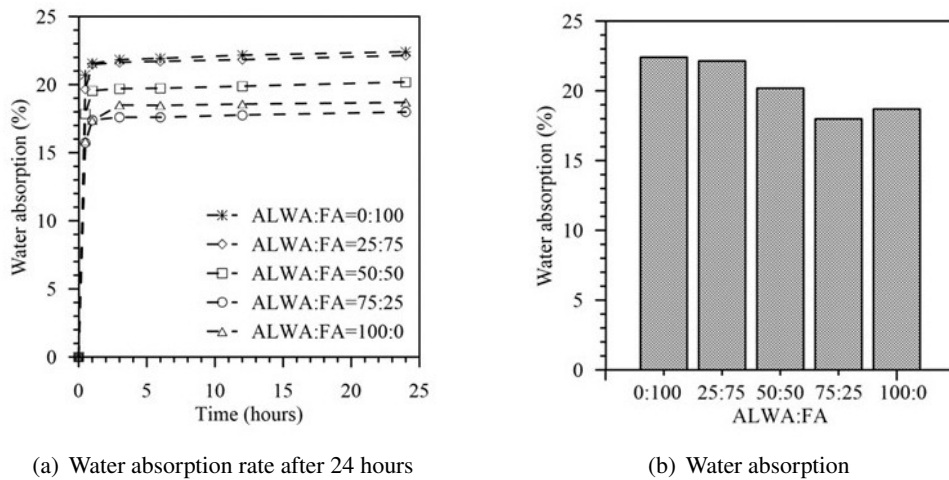 25
20
15
10
5
0
Water absorption (%)
ALWA:FA=0:100
ALWA:FA=25:75
ALWA:FA=50:50
ALWA:FA=75:25
ALWA:FA=100:0
0 5 10 15 20 25
Time (hours)
(a) Water absorption rate after 24 hours
25
20
15
10
5
0
Water absorption (%)
0:100 25:75 50:50 75:25 100:0
ALWA:FA
(b) Water absorption